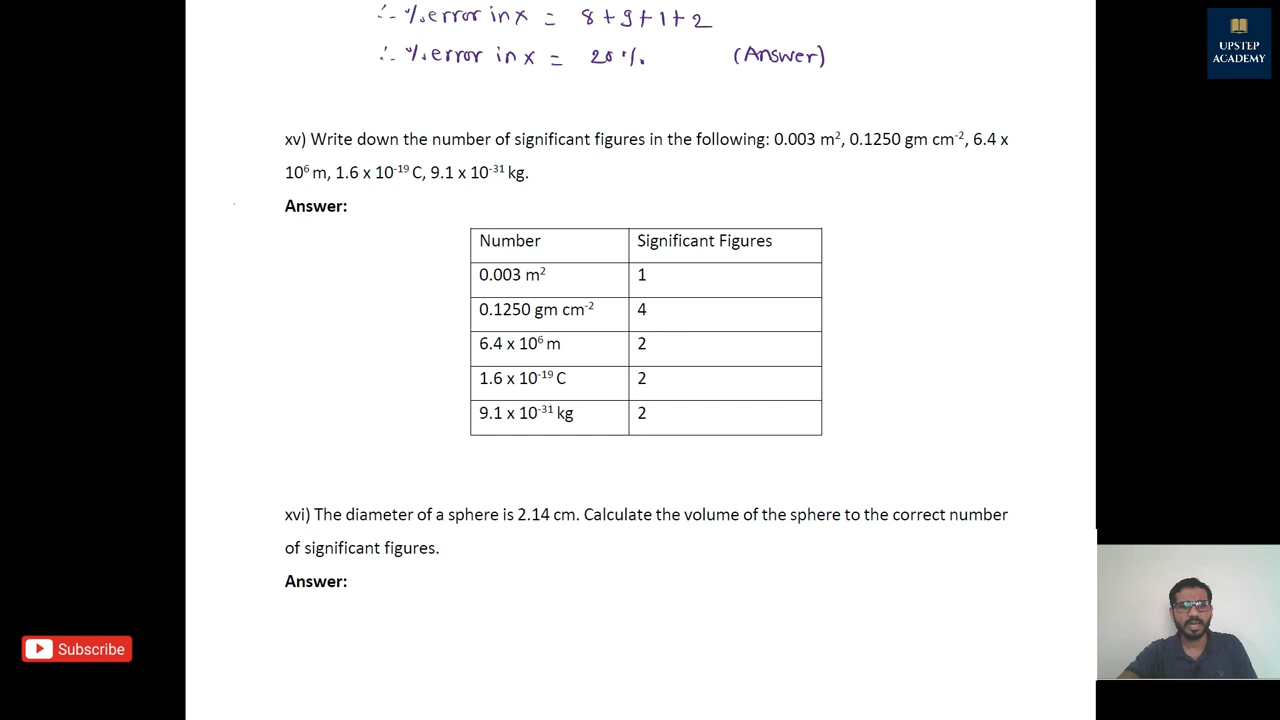 ∴ % error in x = 8 + 9 + 1 + 2
∴ % error in x = 20 % (Answer)
UPSTEP
ACADEMY
xv) Write down the number of significant figures in the following: 0.003 m², 0.1250 gm cm⁻², 6.4 x
10⁶ m, 1.6 x 10⁻¹⁹ C, 9.1 x 10⁻³¹ kg.
Answer:
Number Significant Figures
0.003 m² 1
0.1250 gm cm⁻² 4
6.4 x 10⁶ m 2
1.6 x 10⁻¹⁹ C 2
9.1 x 10⁻³¹ kg 2
xvi) The diameter of a sphere is 2.14 cm. Calculate the volume of the sphere to the correct number
of significant figures.
Answer:
Subscribe